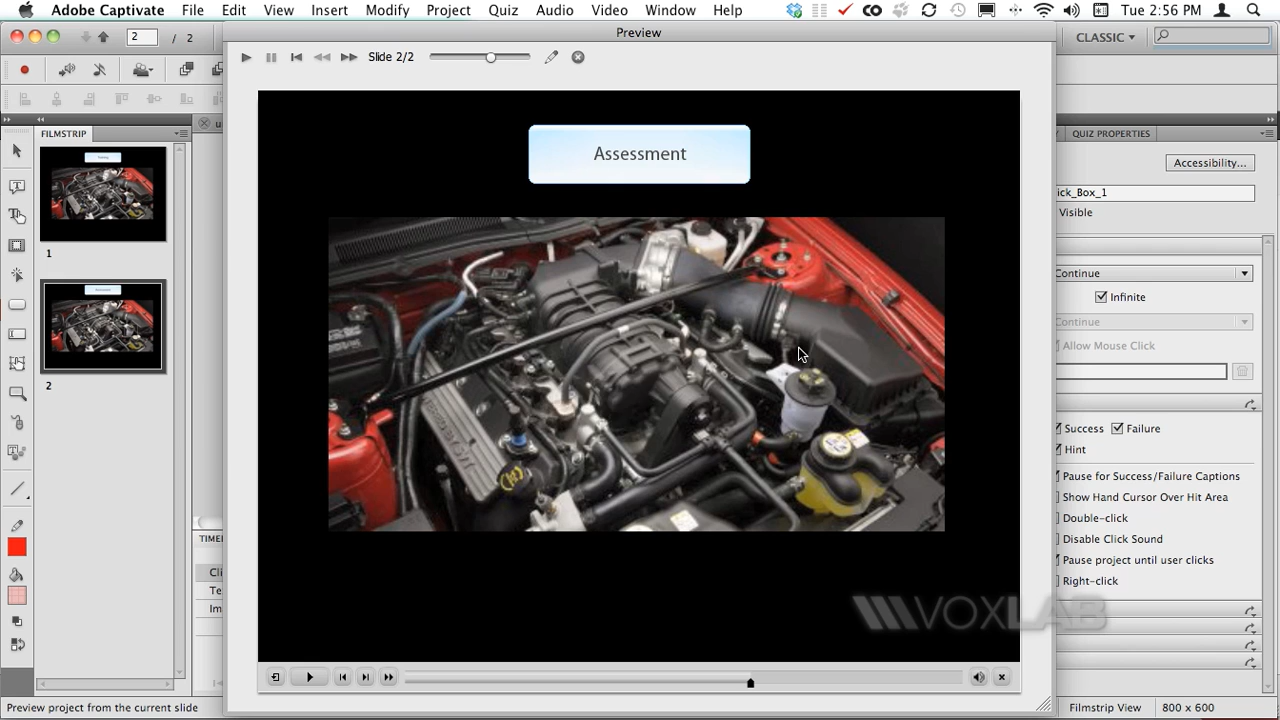 Adobe Captivate File Edit View Insert Modify Project Quiz Audio Video Window Help Tue 2:56 PM
2 / 2 Preview CLASSIC
Slide 2/2
FILMSTRIP QUIZ PROPERTIES
Assessment
Accessibility...
ick_Box_1
Visible
1
Continue
Infinite
Continue
Allow Mouse Click
2
Success Failure
Hint
Pause for Success/Failure Captions
Show Hand Cursor Over Hit Area
Double-click
TIME
Disable Click Sound
Pause project until user clicks
Cli
Right-click
Te
Im
VOXLAB
Preview project from the current slide Filmstrip View 800 x 600